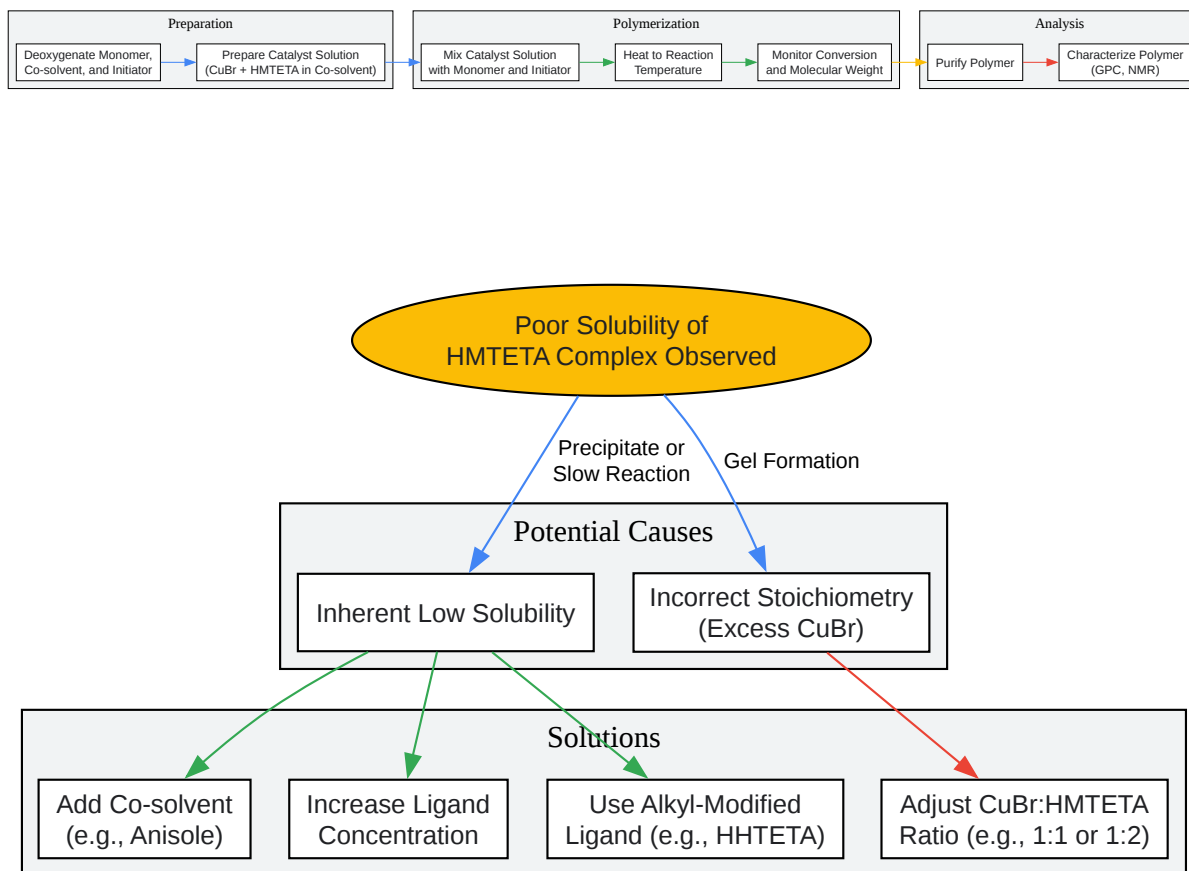 Preparation
Deoxygenate Monomer,
Co-solvent, and Initiator
Prepare Catalyst Solution
(CuBr + HMTETA in Co-solvent)
Polymerization
Mix Catalyst Solution
with Monomer and Initiator
Heat to Reaction
Temperature
Monitor Conversion
and Molecular Weight
Analysis
Purify Polymer
Characterize Polymer
(GPC, NMR)
Poor Solubility of
HMTETA Complex Observed
Precipitate or
Slow Reaction
Gel Formation
Potential Causes
Inherent Low Solubility
Incorrect Stoichiometry
(Excess CuBr)
Solutions
Add Co-solvent
(e.g., Anisole)
Increase Ligand
Concentration
Use Alkyl-Modified
Ligand (e.g., HHTETA)
Adjust CuBr:HMTETA
Ratio (e.g., 1:1 or 1:2)